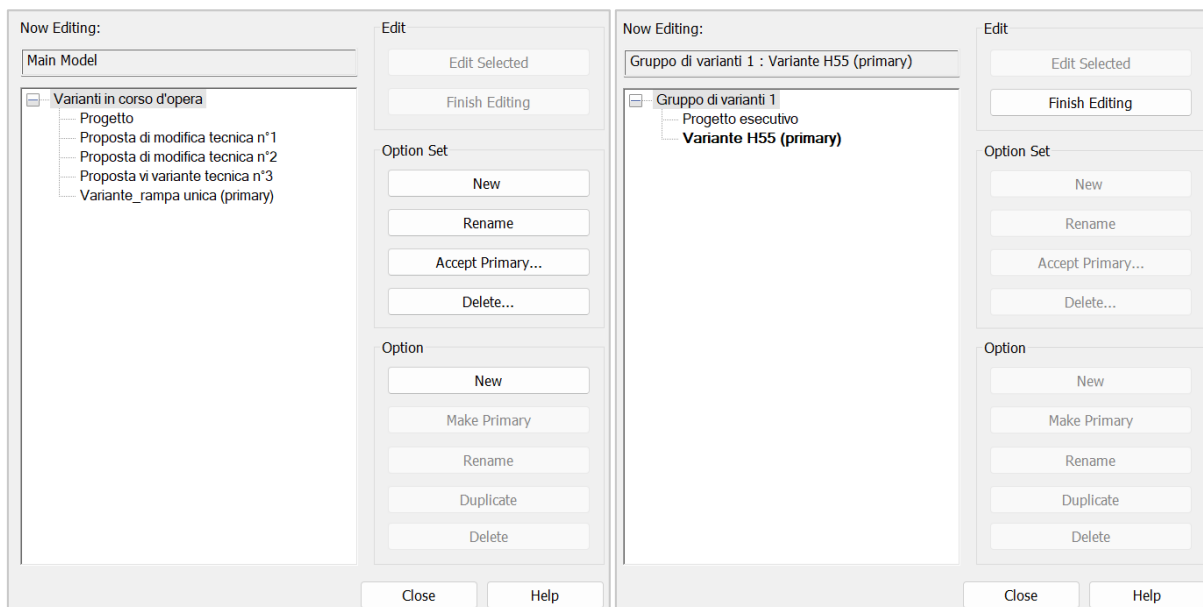 Now Editing:
Main Model
Varianti in corso d'opera
Progetto
Proposta di modifica tecnica n°1
Proposta di modifica tecnica n°2
Proposta vi variante tecnica n°3
Variante_rampa unica (primary)
Edit
Edit Selected
Finish Editing
Option Set
New
Rename
Accept Primary...
Delete...
Option
New
Make Primary
Rename
Duplicate
Delete
Close
Help
Now Editing:
Gruppo di varianti 1 : Variante H55 (primary)
Gruppo di varianti 1
Progetto esecutivo
Variante H55 (primary)
Edit
Edit Selected
Finish Editing
Option Set
New
Rename
Accept Primary...
Delete...
Option
New
Make Primary
Rename
Duplicate
Delete
Close
Help